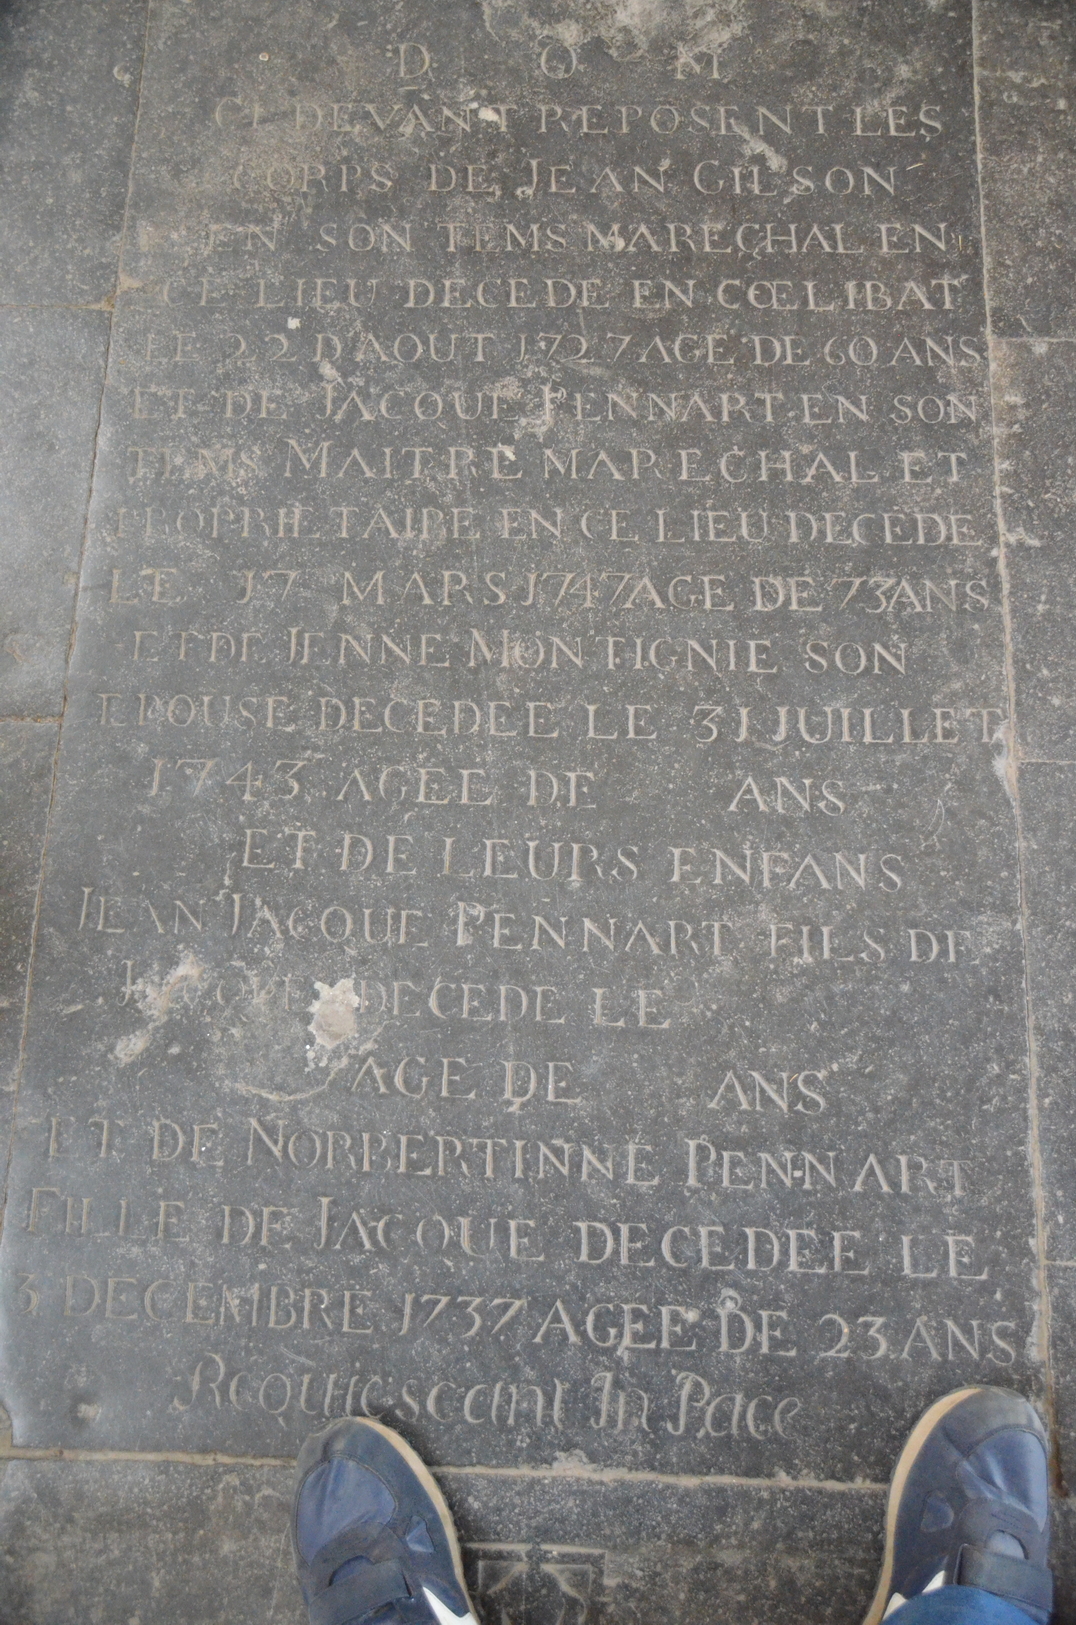 D O M
CI DEVANT REPOSENT LES
CORPS DE JEAN GILSON
EN SON TEMS MARECHAL EN
CE LIEU DECEDE EN CŒLIBAT
LE 22 D'AOUT 1727 AGE DE 60 ANS
ET DE JACQUE PENNART EN SON
TEMS MAITRE MARECHAL ET
PROPRIETAIRE EN CE LIEU DECEDE
LE 17 MARS 1747 AGE DE 73 ANS
ET DE JENNE MONTIGNIE SON
EPOUSE DECEDEE LE 31 JUILLET
1743 AGEE DE ANS
ET DE LEURS ENFANS
JEAN JACQUE PENNART FILS DE
JACQUE DECEDE LE
AGE DE ANS
ET DE NORBERTINNE PENNART
FILLE DE JACQUE DECEDEE LE
3 DECEMBRE 1737 AGEE DE 23 ANS
Requiescant In Pace